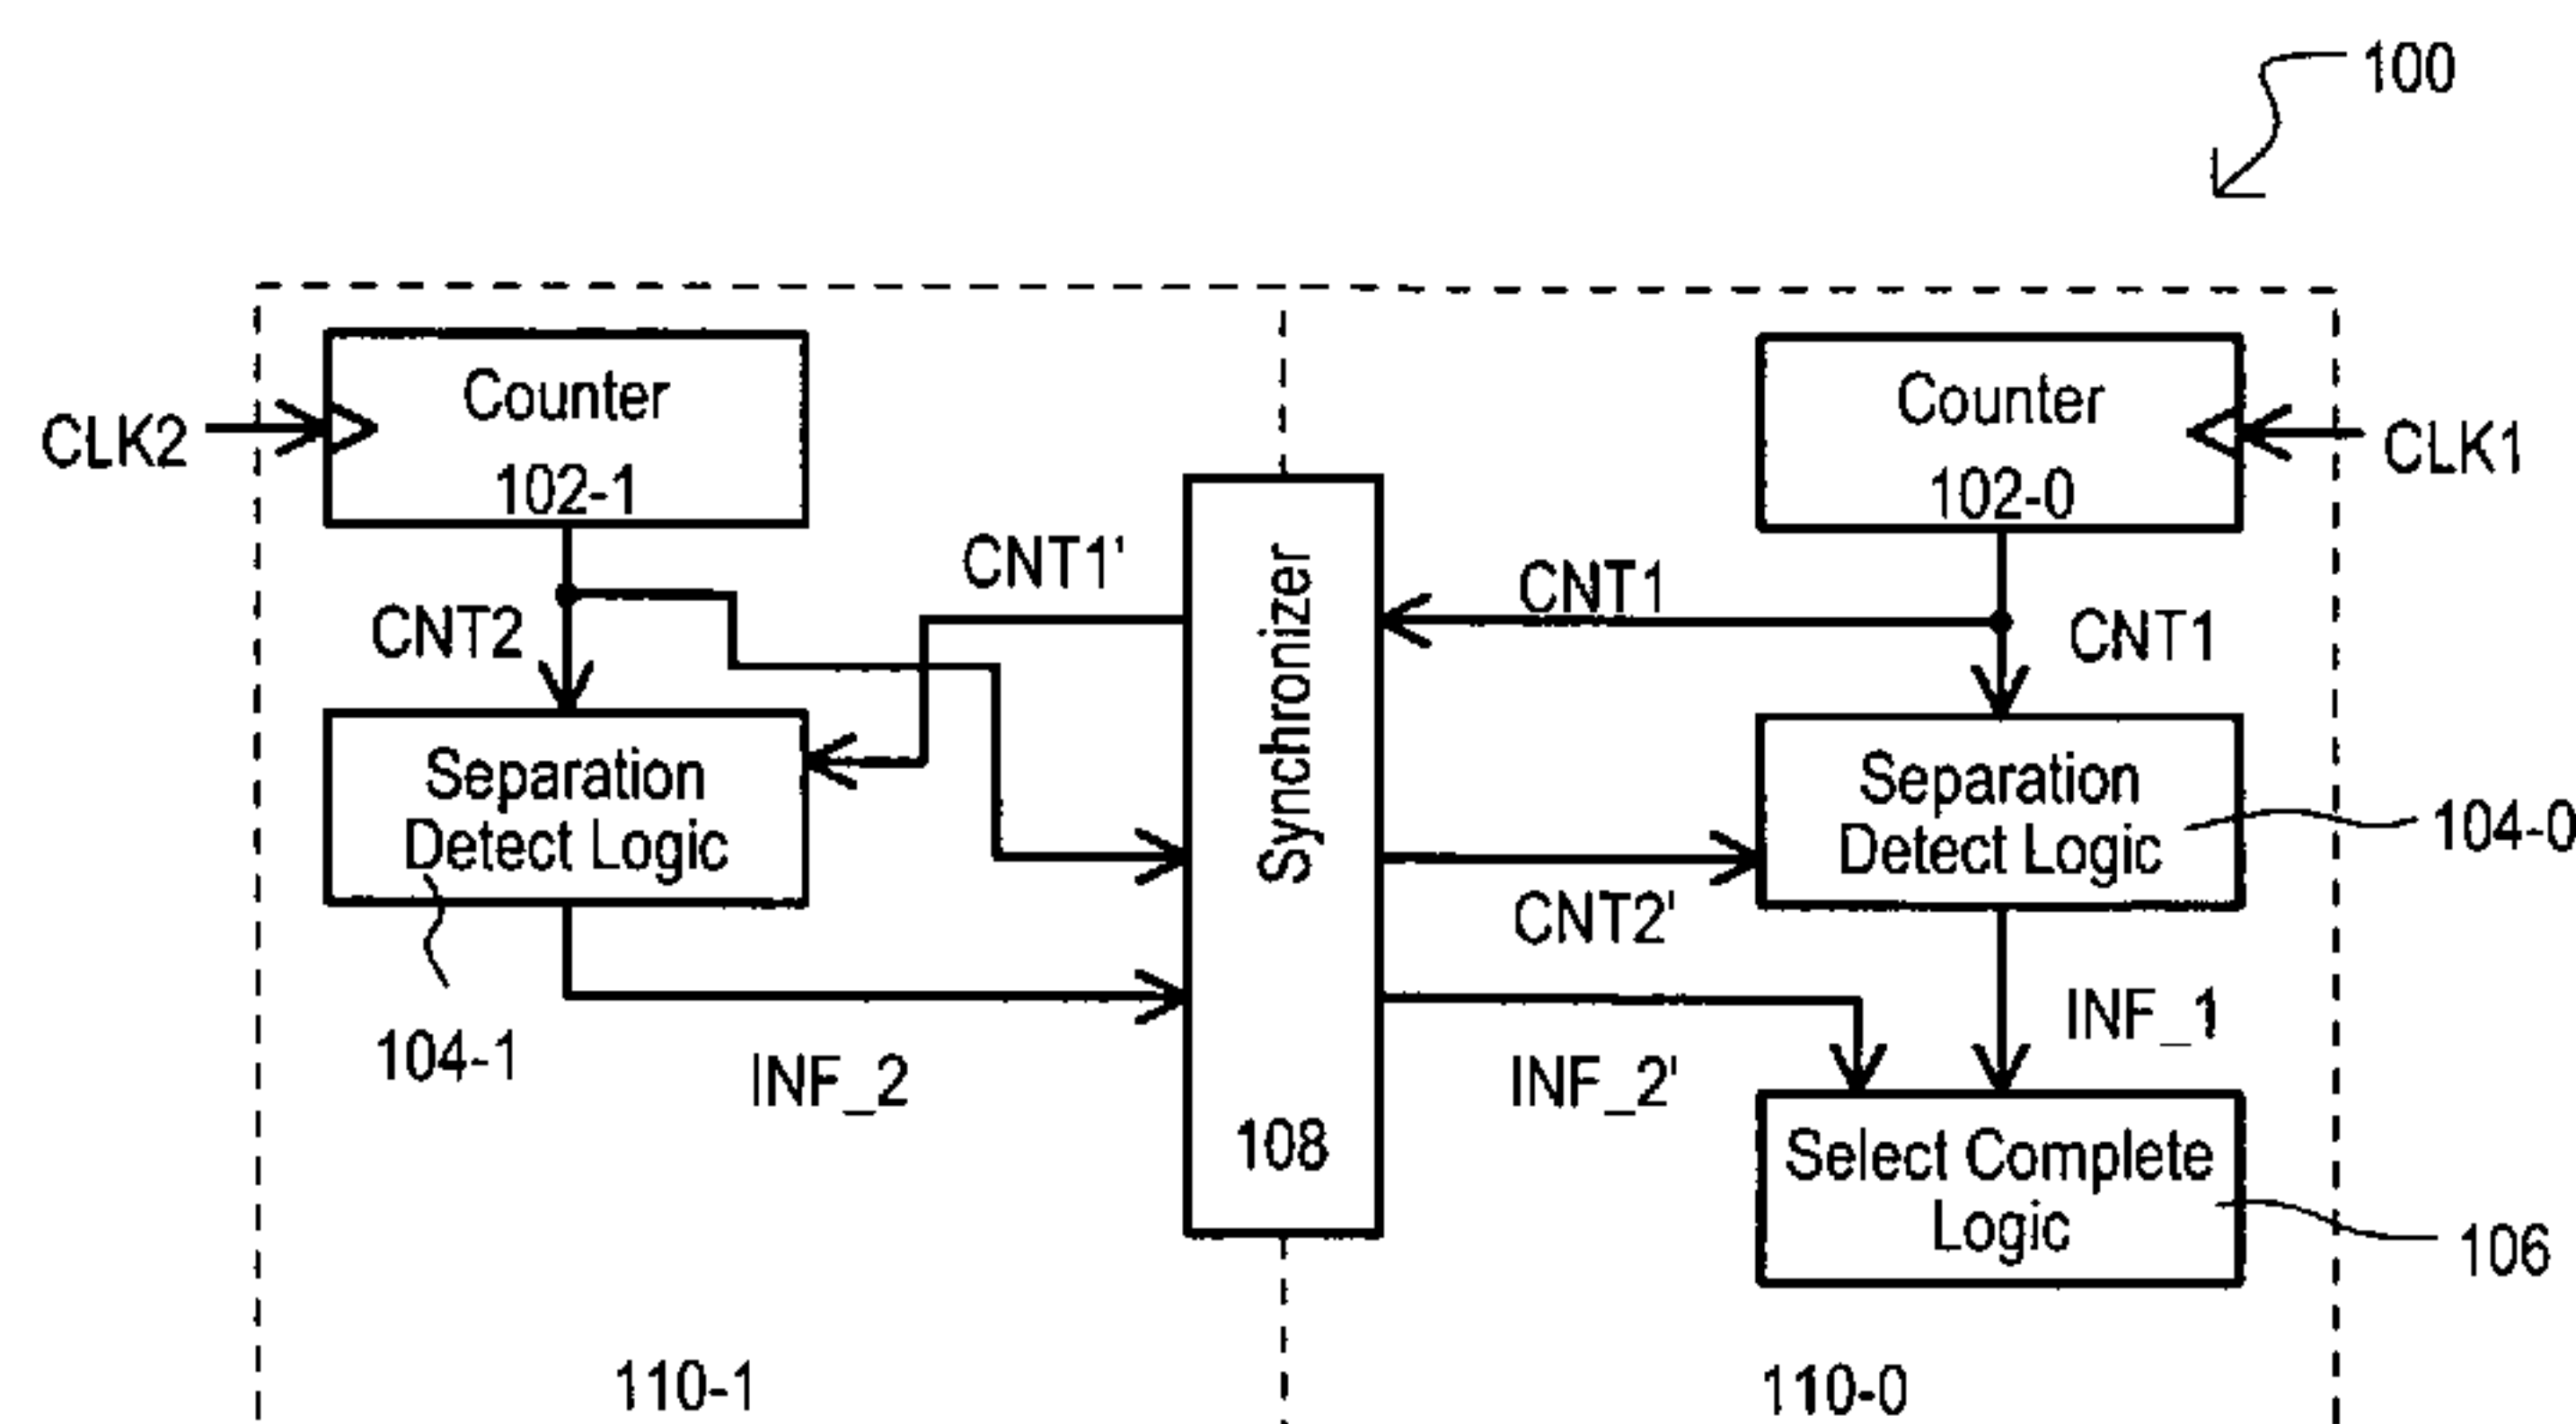 100
Counter
102-1
CLK2
Counter
102-0
CLK1
CNT1'
CNT1
CNT2
CNT1
Synchronizer
108
Separation
Detect Logic
104-1
Separation
Detect Logic
104-0
CNT2'
INF_2
INF_2'
INF_1
Select Complete
Logic
106
110-1
110-0